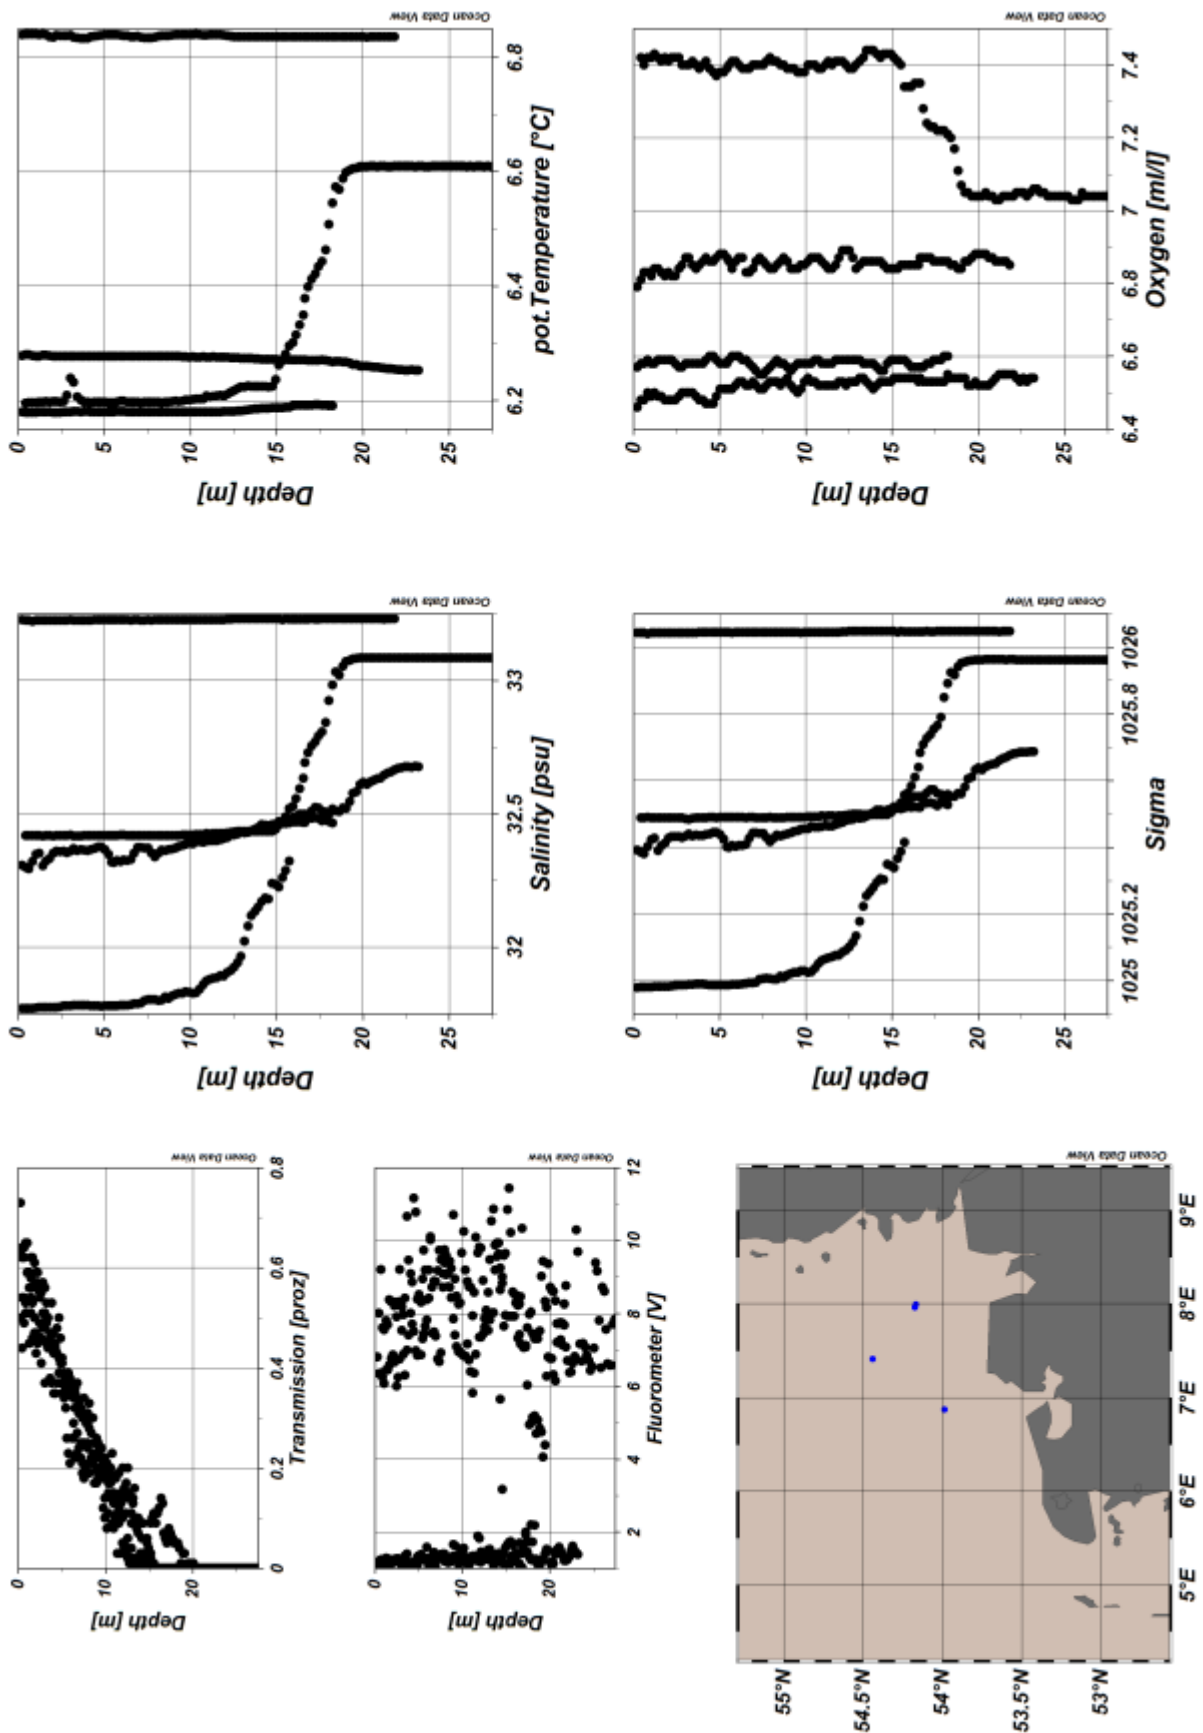 Ocean Data View
Depth [m]
0
10
20
0
0.2
0.4
0.6
0.8
Transmission [proz]
Ocean Data View
Depth [m]
0
10
20
2
4
6
8
10
12
Fluorometer [V]
Ocean Data View
55°N
54.5°N
54°N
53.5°N
53°N
5°E
6°E
7°E
8°E
9°E
Ocean Data View
Depth [m]
0
5
10
15
20
25
32
32.5
33
Salinity [psu]
Ocean Data View
Depth [m]
0
5
10
15
20
25
1025
1025.2
1025.8
1026
Sigma
Ocean Data View
Depth [m]
0
5
10
15
20
25
6.2
6.4
6.6
6.8
pot.Temperature [°C]
Ocean Data View
Depth [m]
0
5
10
15
20
25
6.4
6.6
6.8
7
7.2
7.4
Oxygen [ml/l]